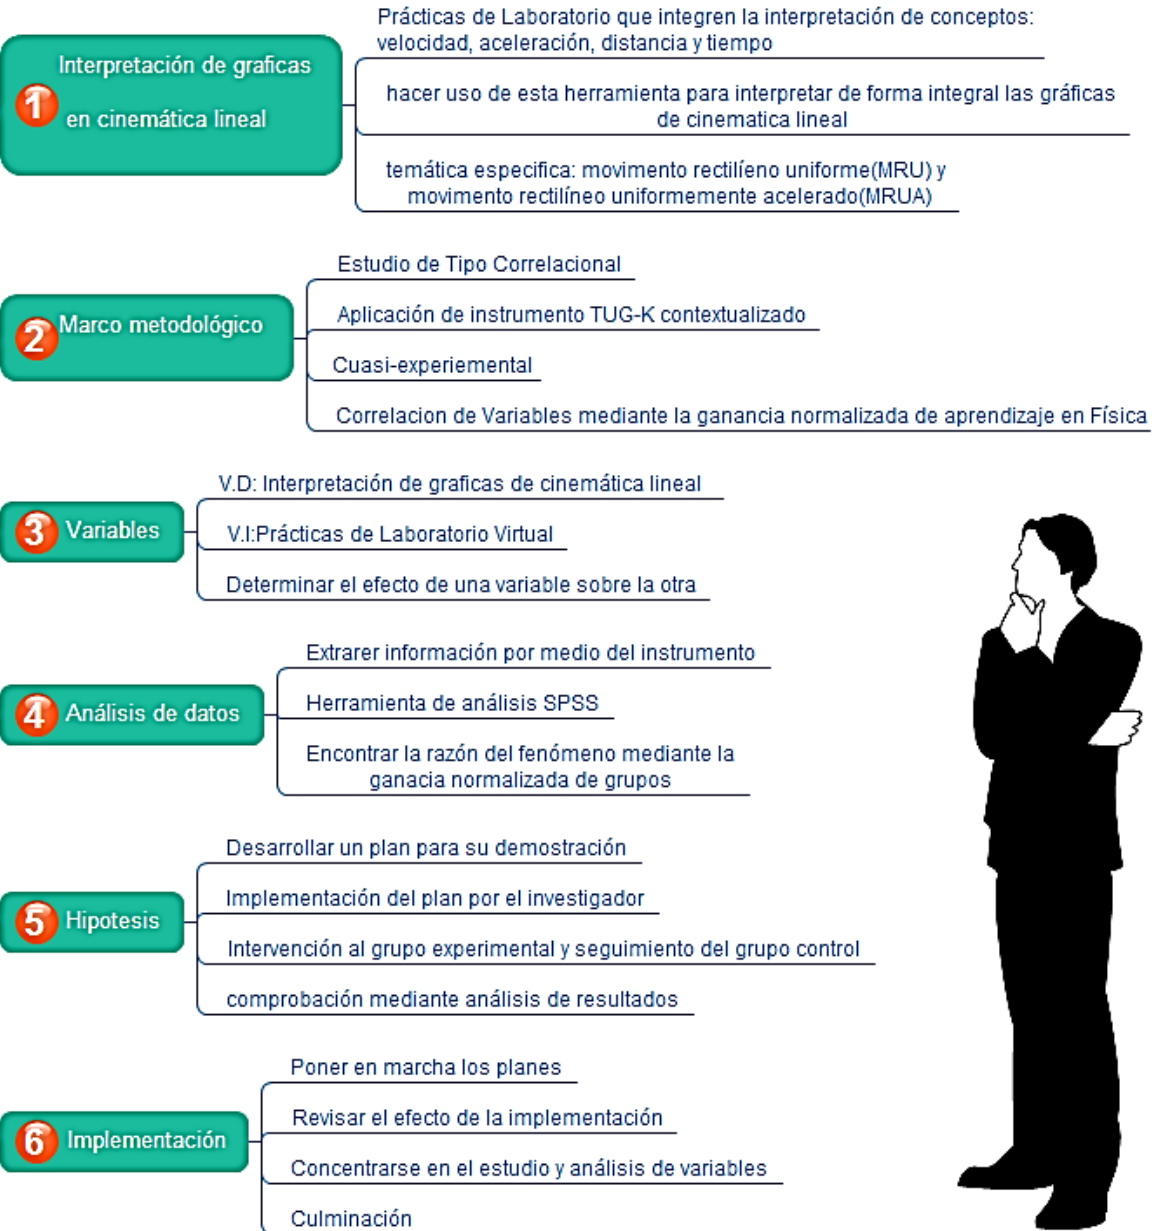 Prácticas de Laboratorio que integren la interpretación de conceptos:
velocidad, aceleración, distancia y tiempo
1
Interpretación de graficas
en cinemática lineal
hacer uso de esta herramienta para interpretar de forma integral las gráficas
de cinematica lineal
temática especifica: movimento rectilíeno uniforme(MRU) y
movimento rectilíneo uniformemente acelerado(MRUA)
2
Marco metodológico
Estudio de Tipo Correlacional
Aplicación de instrumento TUG-K contextualizado
Cuasi-experiemental
Correlacion de Variables mediante la ganancia normalizada de aprendizaje en Física
3
Variables
V.D: Interpretación de graficas de cinemática lineal
V.I:Prácticas de Laboratorio Virtual
Determinar el efecto de una variable sobre la otra
4
Análisis de datos
Extrarer información por medio del instrumento
Herramienta de análisis SPSS
Encontrar la razón del fenómeno mediante la
ganacia normalizada de grupos
5
Hipotesis
Desarrollar un plan para su demostración
Implementación del plan por el investigador
Intervención al grupo experimental y seguimiento del grupo control
comprobación mediante análisis de resultados
6
Implementación
Poner en marcha los planes
Revisar el efecto de la implementación
Concentrarse en el estudio y análisis de variables
Culminación